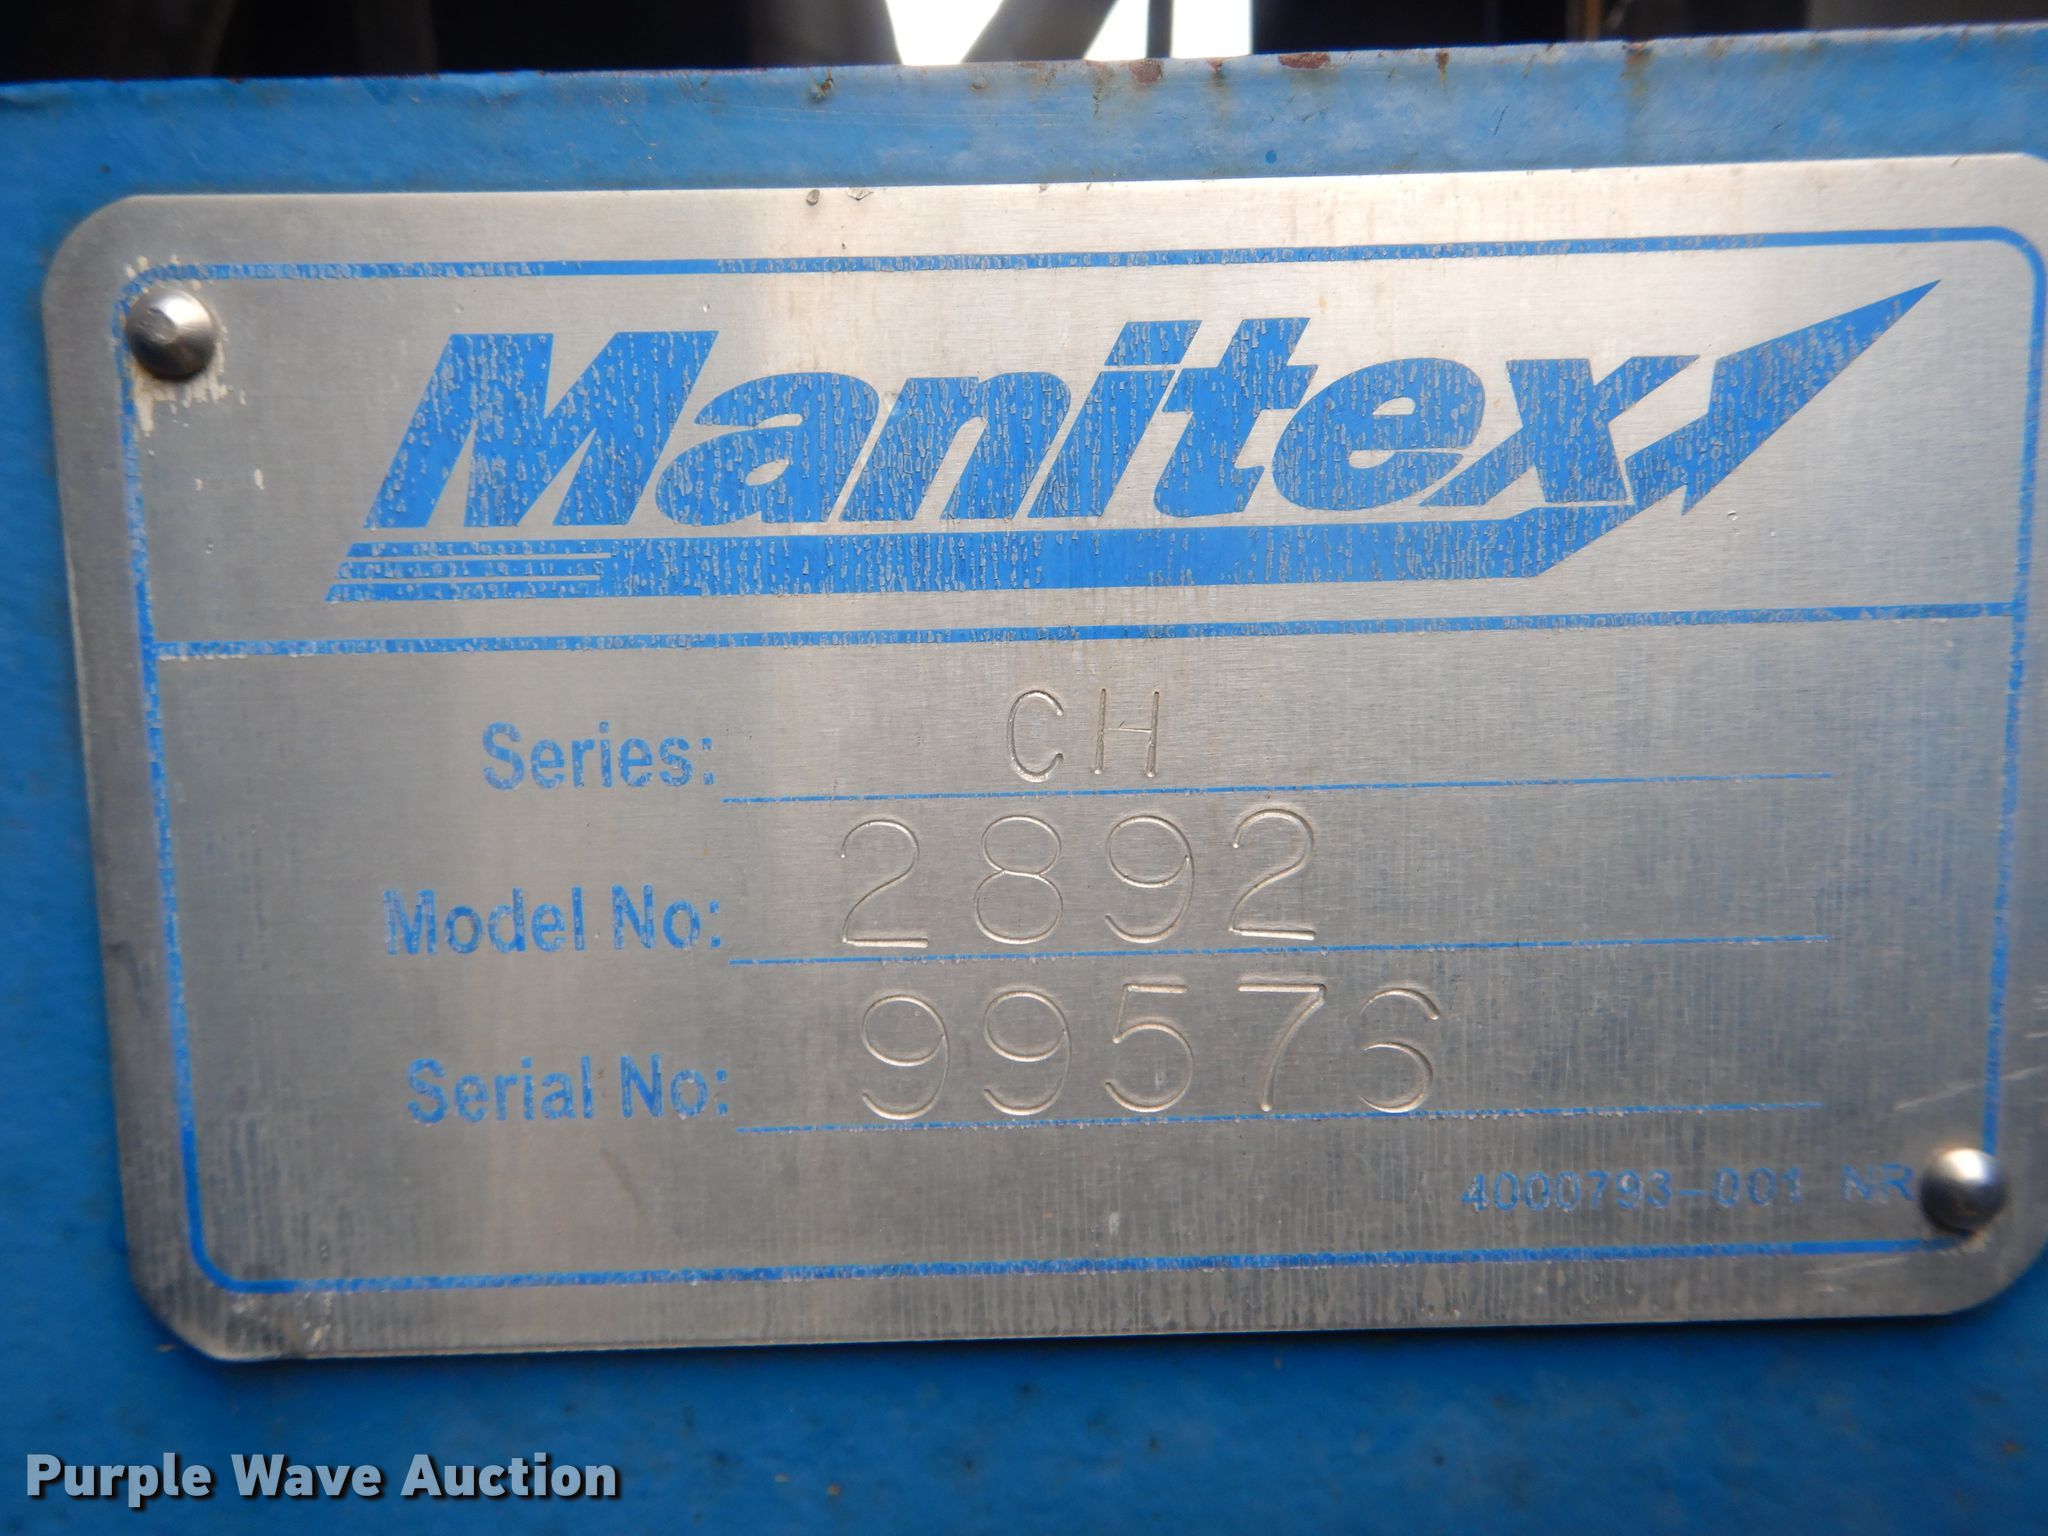 Manitex
Series: CH
Model No: 2892
Serial No: 99576
4000793-001 NR
Purple Wave Auction